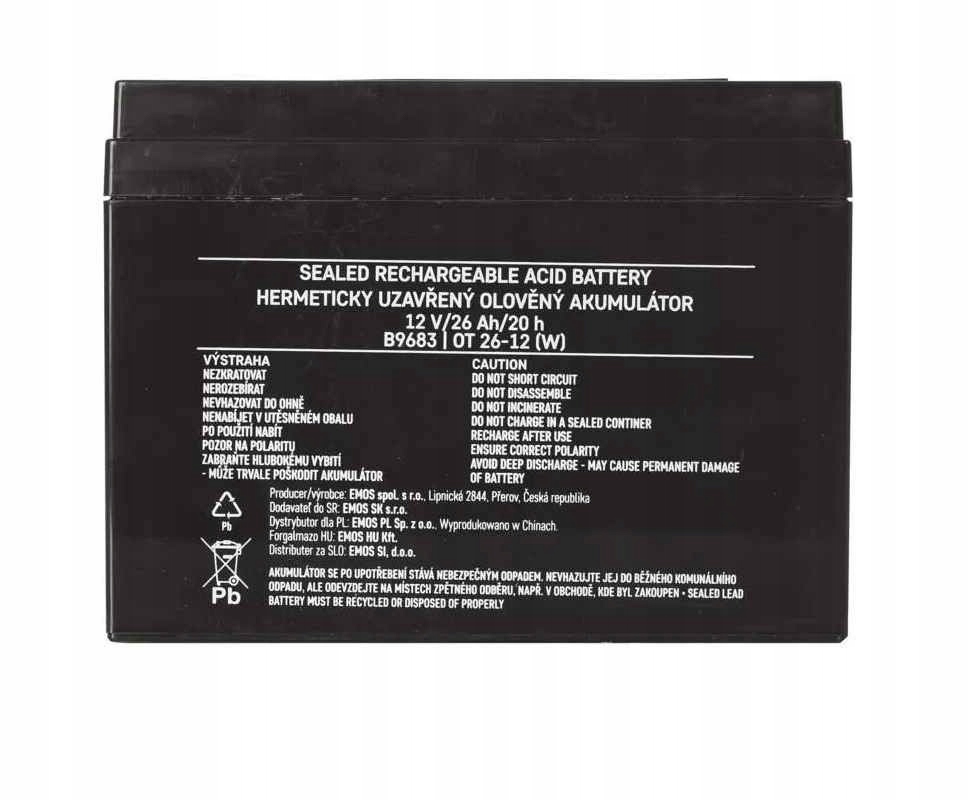 SEALED RECHARGEABLE ACID BATTERY
HERMETICKY UZAVŘENÝ OLOVĚNÝ AKUMULÁTOR
12 V/26 Ah/20 h
B9683 | OT 26-12 (W)
VÝSTRAHA
NEZKRATOVAT
NEROZEBÍRAT
NEVHAZOVAT DO OHNĚ
NENABÍJET V UTĚSNĚNÉM OBALU
PO POUŽITÍ NABÍT
POZOR NA POLARITU
ZABRAŇTE HLUBOKÉMU VYBITÍ
- MŮŽE TRVALE POŠKODIT AKUMULÁTOR
CAUTION
DO NOT SHORT CIRCUIT
DO NOT DISASSEMBLE
DO NOT INCINERATE
DO NOT CHARGE IN A SEALED CONTINER
RECHARGE AFTER USE
ENSURE CORRECT POLARITY
AVOID DEEP DISCHARGE - MAY CAUSE PERMANENT DAMAGE
OF BATTERY
Pb
Pb
Producer/výrobce: EMOS spol. s r.o., Lipnická 2844, Přerov, Česká republika
Dodavateľ do SR: EMOS SK s.r.o.
Dystrybutor dla PL: EMOS PL Sp. z o.o., Wyprodukowano w Chinach.
Forgalmazo HU: EMOS HU Kft.
Distributer za SLO: EMOS SI, d.o.o.
AKUMULÁTOR SE PO UPOTŘEBENÍ STÁVÁ NEBEZPEČNÝM ODPADEM. NEVHAZUJTE JEJ DO BĚŽNÉHO KOMUNÁLNÍHO
ODPADU, ALE ODEVZDEJTE NA MÍSTECH ZPĚTNÉHO ODBĚRU, NAPŘ. V OBCHODĚ, KDE BYL ZAKOUPEN • SEALED LEAD
BATTERY MUST BE RECYCLED OR DISPOSED OF PROPERLY